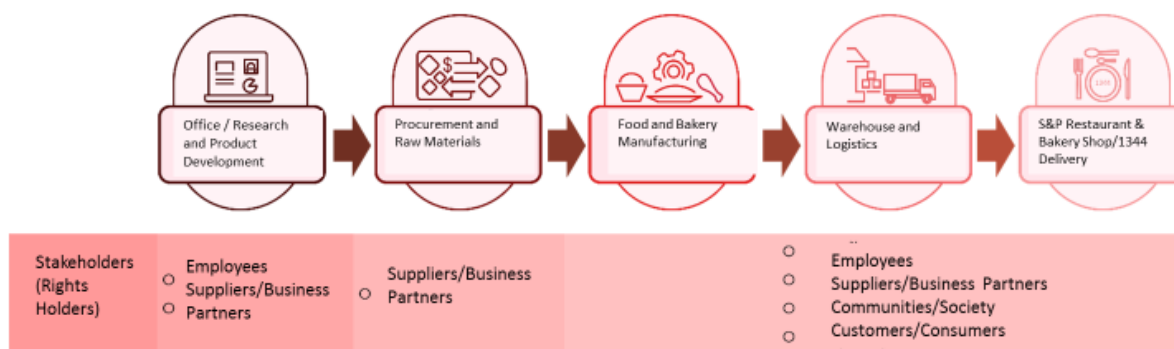 Office / Research
and Product
Development
Procurement and
Raw Materials
Food and Bakery
Manufacturing
Warehouse and
Logistics
S&P Restaurant &
Bakery Shop/1344
Delivery
$
1344
Stakeholders
(Rights
Holders)
Employees
Suppliers/Business
Partners
Suppliers/Business
Partners
Employees
Suppliers/Business Partners
Communities/Society
Customers/Consumers